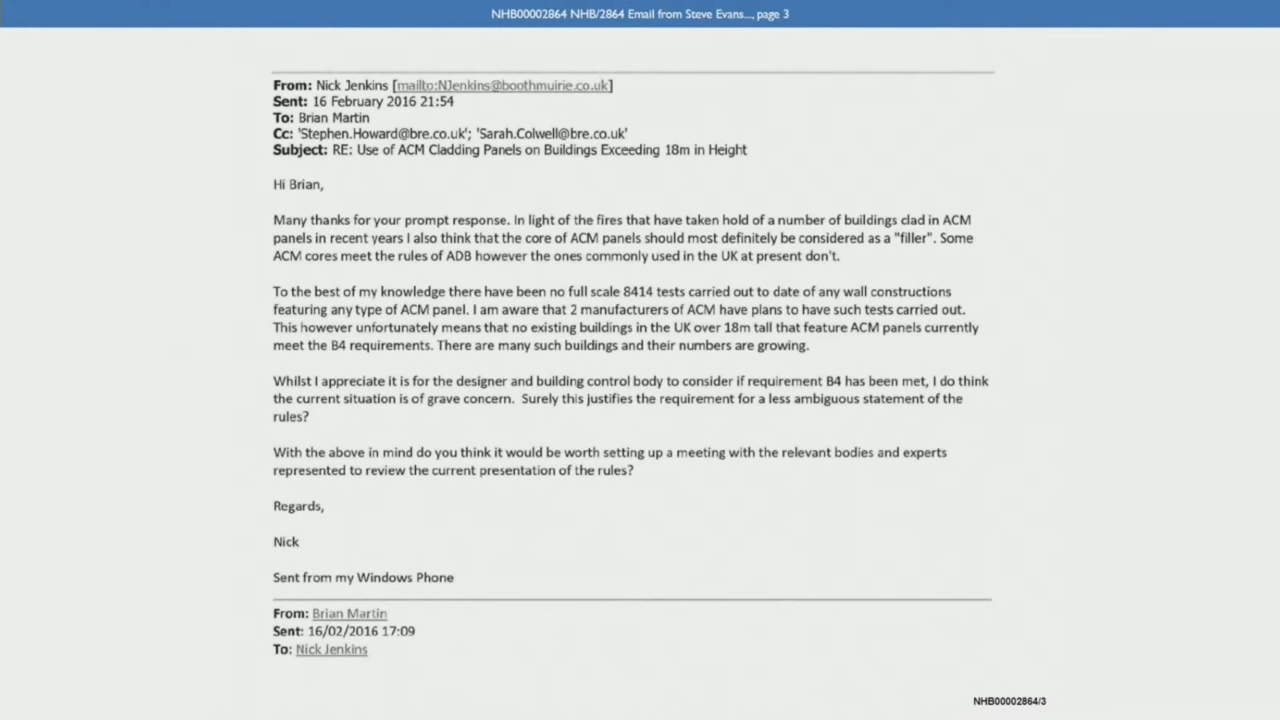 NHB00002864 NHB/2864 Email from Steve Evans..., page 3
From: Nick Jenkins [mailto:NJenkins@boothmuirie.co.uk]
Sent: 16 February 2016 21:54
To: Brian Martin
Cc: 'Stephen.Howard@bre.co.uk'; 'Sarah.Colwell@bre.co.uk'
Subject: RE: Use of ACM Cladding Panels on Buildings Exceeding 18m in Height
Hi Brian,
Many thanks for your prompt response. In light of the fires that have taken hold of a number of buildings clad in ACM
panels in recent years I also think that the core of ACM panels should most definitely be considered as a "filler". Some
ACM cores meet the rules of ADB however the ones commonly used in the UK at present don't.
To the best of my knowledge there have been no full scale 8414 tests carried out to date of any wall constructions
featuring any type of ACM panel. I am aware that 2 manufacturers of ACM have plans to have such tests carried out.
This however unfortunately means that no existing buildings in the UK over 18m tall that feature ACM panels currently
meet the B4 requirements. There are many such buildings and their numbers are growing.
Whilst I appreciate it is for the designer and building control body to consider if requirement B4 has been met, I do think
the current situation is of grave concern. Surely this justifies the requirement for a less ambiguous statement of the
rules?
With the above in mind do you think it would be worth setting up a meeting with the relevant bodies and experts
represented to review the current presentation of the rules?
Regards,
Nick
Sent from my Windows Phone
From: Brian Martin
Sent: 16/02/2016 17:09
To: Nick Jenkins
NHB00002864/3